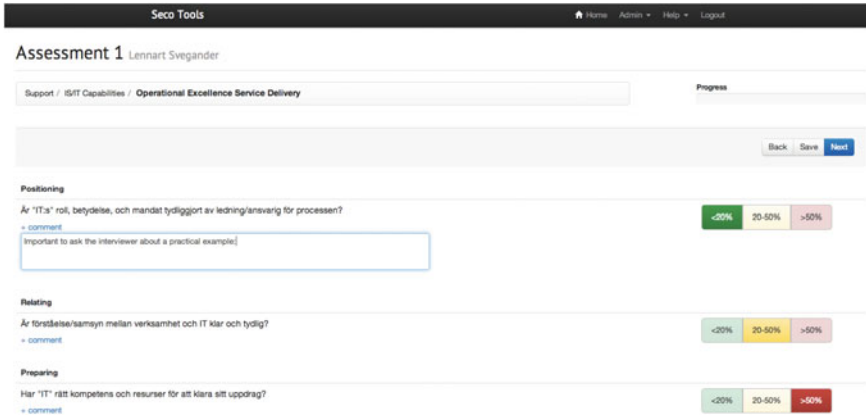 Seco Tools Home Admin Help Logout
Assessment 1 Lennart Svegander
Support / IS/IT Capabilities / Operational Excellence Service Delivery
Progress
Back Save Next
Positioning
Är "IT:s" roll, betydelse, och mandat tydliggjort av ledning/ansvarig för processen?
<20% 20-50% >50%
+ comment
Important to ask the interviewer about a practical example:
Relating
Är förståelse/samsyn mellan verksamhet och IT klar och tydlig?
<20% 20-50% >50%
+ comment
Preparing
Har "IT" rätt kompetens och resurser för att klara sitt uppdrag?
<20% 20-50% >50%
+ comment